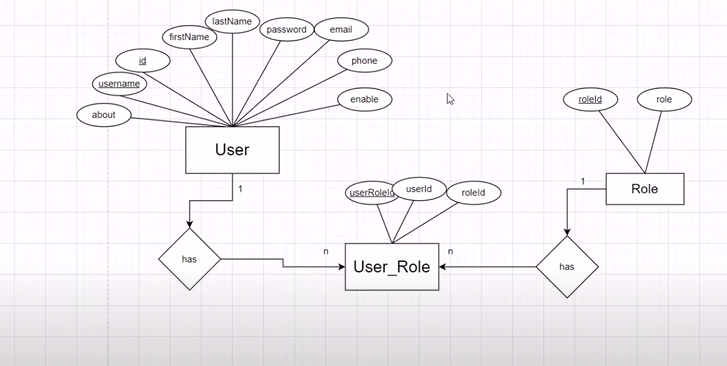 lastName
firstName
password
email
id
phone
username
enable
about
roleId
role
User
1
1
Role
userRoleId
userId
roleId
n
n
has
User_Role
has